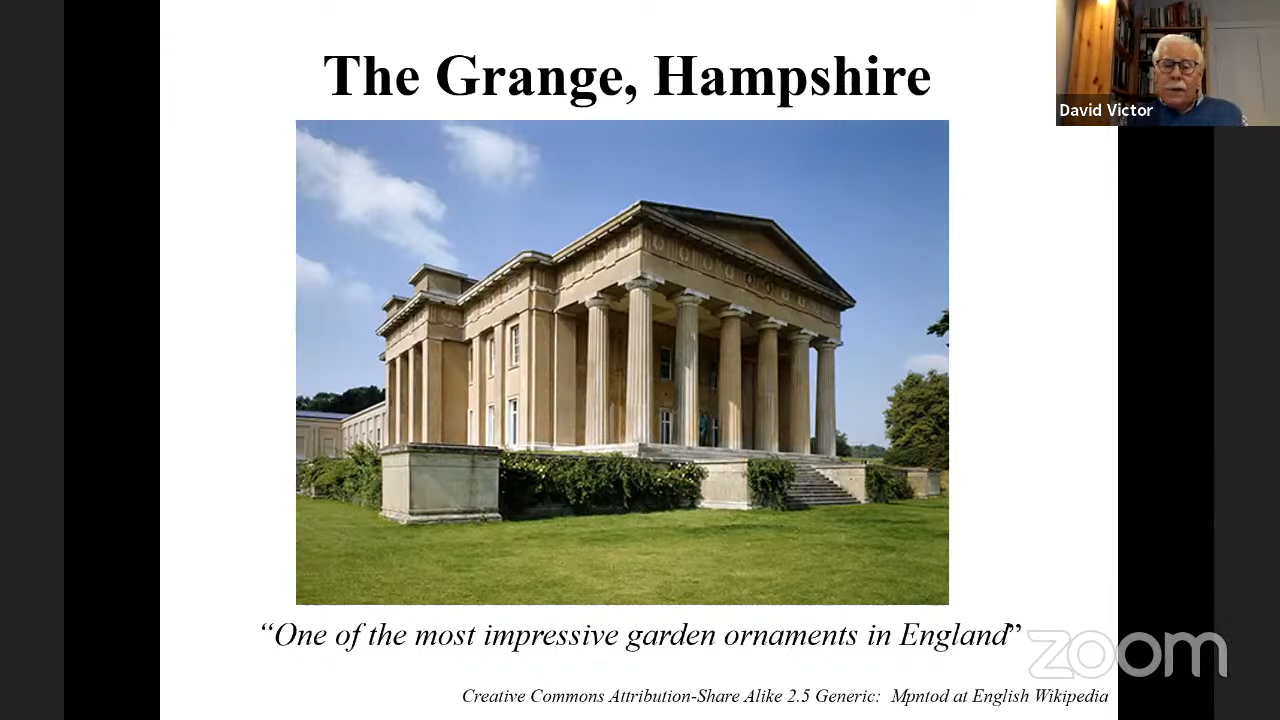 The Grange, Hampshire
David Victor
“One of the most impressive garden ornaments in England”
zoom
Creative Commons Attribution-Share Alike 2.5 Generic:  Mpntod at English Wikipedia